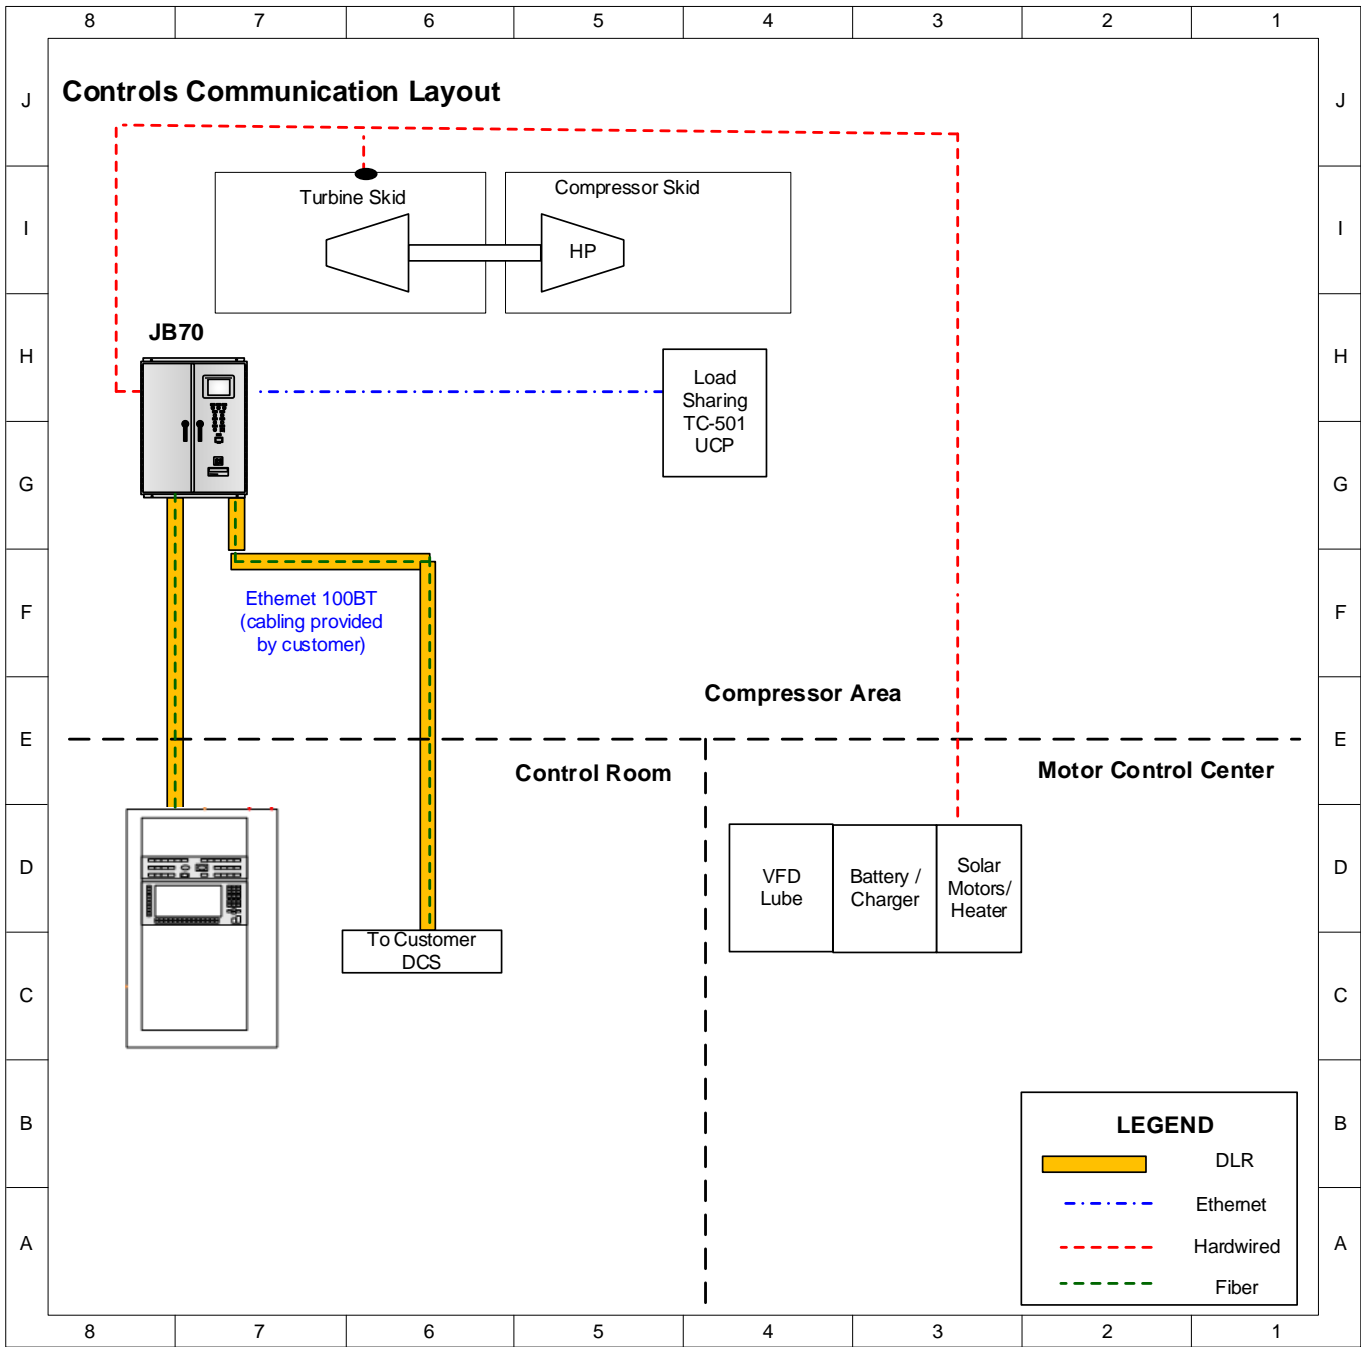 8 7 6 5 4 3 2 1
J
Controls Communication Layout
J
I
Turbine Skid
Compressor Skid
HP
I
JB70
H
Load
Sharing
TC-501
UCP
H
G
G
F
Ethernet 100BT
(cabling provided
by customer)
F
Compressor Area
E
E
Control Room
Motor Control Center
D
VFD
Lube
Battery /
Charger
Solar
Motors/
Heater
D
To Customer
DCS
C
C
B
LEGEND
B
DLR
Ethernet
A
Hardwired
A
Fiber
8 7 6 5 4 3 2 1